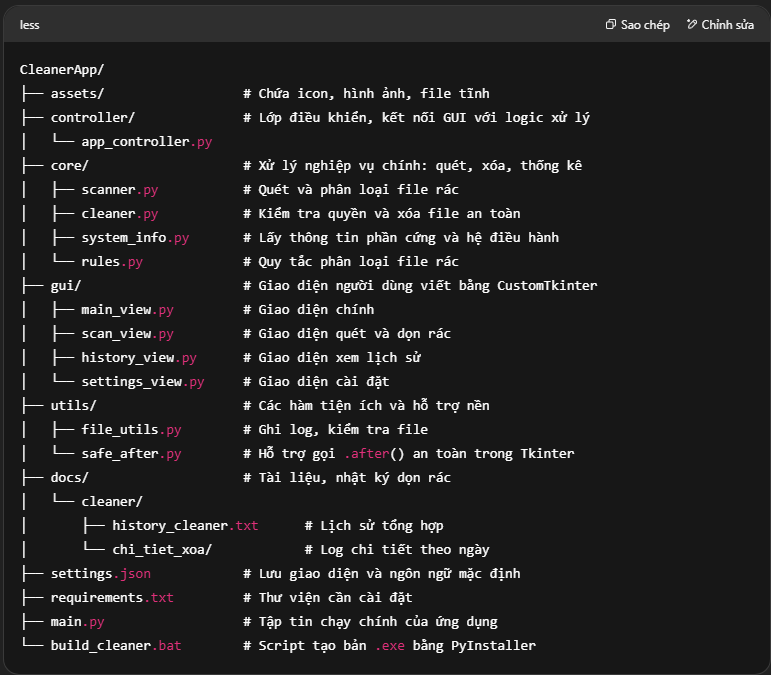 less
Sao chép
Chỉnh sửa
CleanerApp/
├── assets/                  # Chứa icon, hình ảnh, file tĩnh
├── controller/              # Lớp điều khiển, kết nối GUI với logic xử lý
│   └── app_controller.py
├── core/                    # Xử lý nghiệp vụ chính: quét, xóa, thống kê
│   ├── scanner.py           # Quét và phân loại file rác
│   ├── cleaner.py           # Kiểm tra quyền và xóa file an toàn
│   ├── system_info.py       # Lấy thông tin phần cứng và hệ điều hành
│   └── rules.py             # Quy tắc phân loại file rác
├── gui/                     # Giao diện người dùng viết bằng CustomTkinter
│   ├── main_view.py         # Giao diện chính
│   ├── scan_view.py         # Giao diện quét và dọn rác
│   ├── history_view.py      # Giao diện xem lịch sử
│   └── settings_view.py     # Giao diện cài đặt
├── utils/                   # Các hàm tiện ích và hỗ trợ nền
│   ├── file_utils.py        # Ghi log, kiểm tra file
│   └── safe_after.py        # Hỗ trợ gọi .after() an toàn trong Tkinter
├── docs/                    # Tài liệu, nhật ký dọn rác
│   └── cleaner/
│       ├── history_cleaner.txt      # Lịch sử tổng hợp
│       └── chi_tiet_xoa/            # Log chi tiết theo ngày
├── settings.json            # Lưu giao diện và ngôn ngữ mặc định
├── requirements.txt         # Thư viện cần cài đặt
├── main.py                  # Tập tin chạy chính của ứng dụng
└── build_cleaner.bat        # Script tạo bản .exe bằng PyInstaller